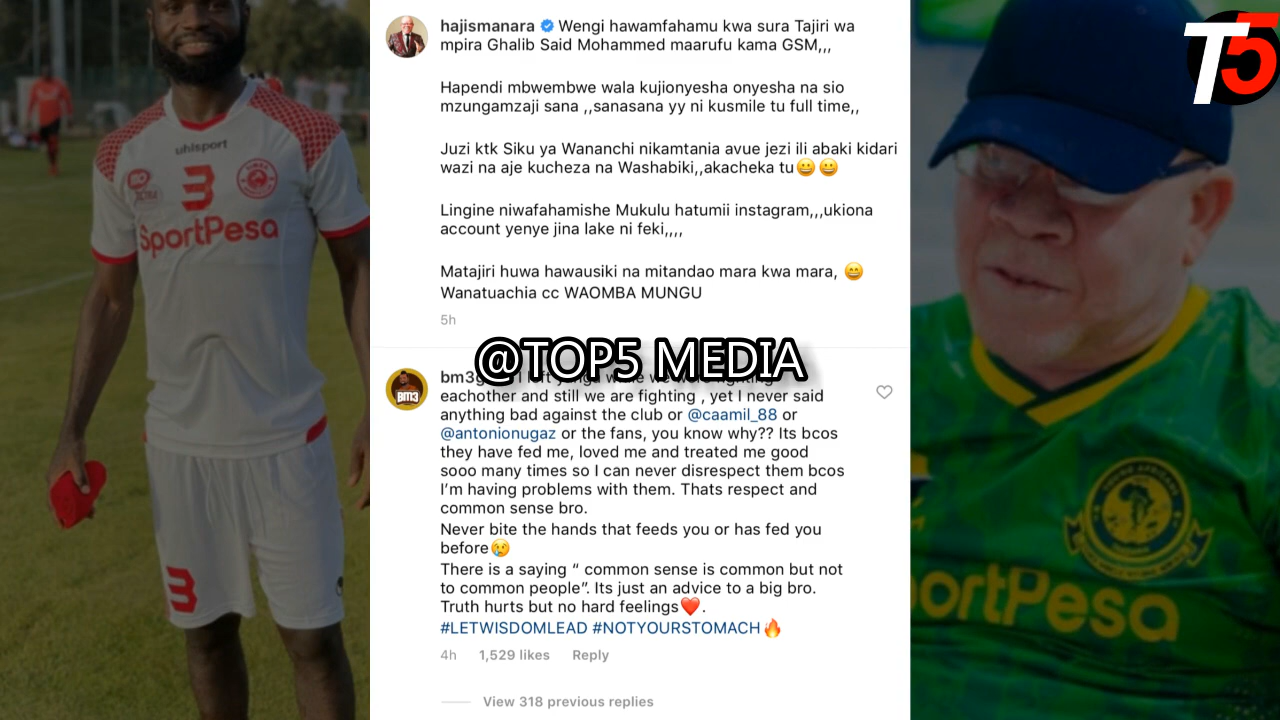 hajismanara Wengi hawamfahamu kwa sura Tajiri wa
mpira Ghalib Said Mohammed maarufu kama GSM,,,
Hapendi mbwembwe wala kujionyesha onyesha na sio
mzungamzaji sana ,,sanasana yy ni kusmile tu full time,,
Juzi ktk Siku ya Wananchi nikamtania avue jezi ili abaki kidari
wazi na aje kucheza na Washabiki,,akacheka tu😀😀
Lingine niwafahamishe Mukulu hatumii instagram,,,ukiona
account yenye jina lake ni feki,,,,
Matajiri huwa hawausiki na mitandao mara kwa mara, 😄
Wanatuachia cc WAOMBA MUNGU
5h
@TOP5 MEDIA
eachother and still we are fighting , yet I never said
anything bad against the club or @caamil_88 or
@antonionugaz or the fans, you know why?? Its bcos
they have fed me, loved me and treated me good
sooo many times so I can never disrespect them bcos
I'm having problems with them. Thats respect and
common sense bro.
Never bite the hands that feeds you or has fed you
before😢
There is a saying “ common sense is common but not
to common people”. Its just an advice to a big bro.
Truth hurts but no hard feelings❤️.
#LETWISDOMLEAD #NOTYOURSTOMACH🔥
4h 1,529 likes Reply
View 318 previous replies
uhlsport
3
SportPesa
3
BM3
T5
ortPesa